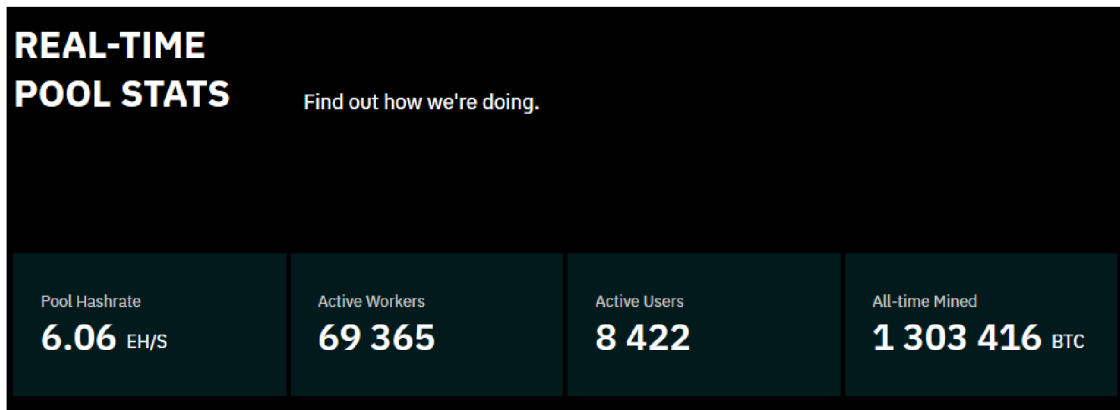 REAL-TIME
POOL STATS
Find out how we're doing.
Pool Hashrate
6.06 EH/S
Active Workers
69 365
Active Users
8 422
All-time Mined
1 303 416 BTC